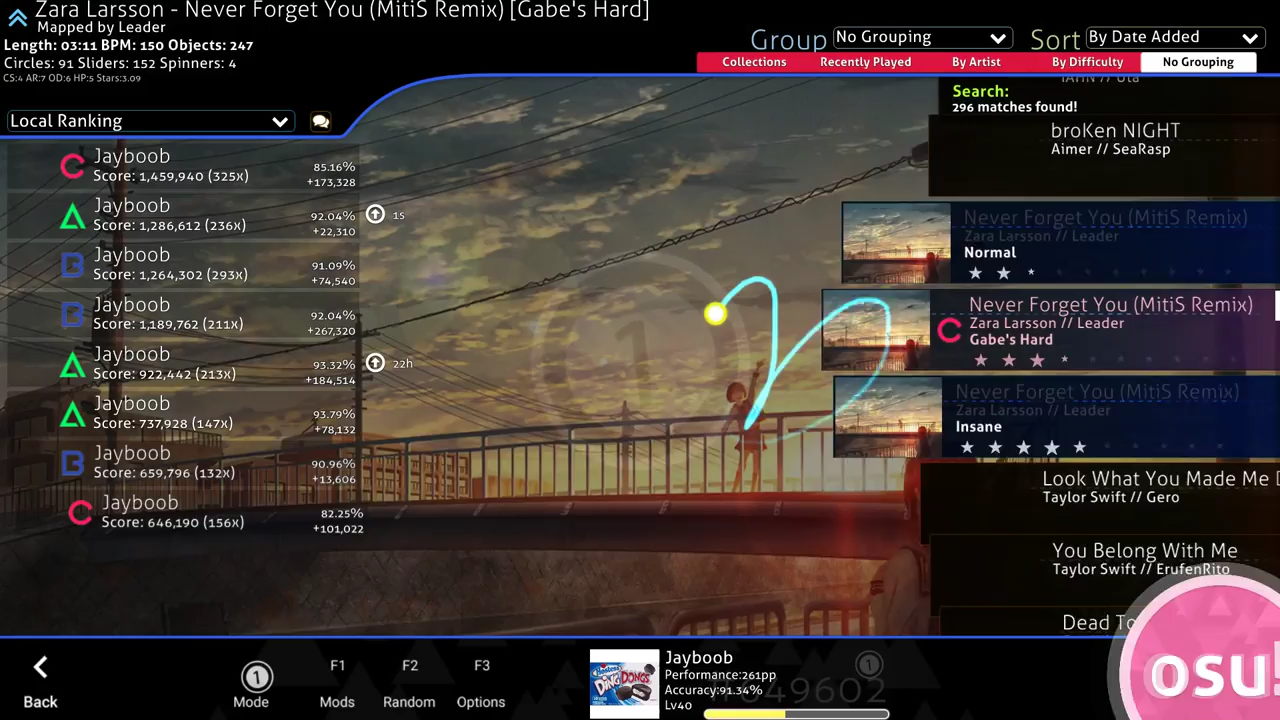 Zara Larsson - Never Forget You (MitiS Remix) [Gabe's Hard]
Mapped by Leader
Length: 03:11 BPM: 150 Objects: 247
Circles: 91 Sliders: 152 Spinners: 4
CS:4 AR:7 OD:6 HP:5 Stars:3.09
Group No Grouping
Sort By Date Added
Collections Recently Played By Artist By Difficulty No Grouping
Local Ranking
Jayboob
Score: 1,459,940 (325x)
85.16%
+173,328
Jayboob
Score: 1,286,612 (236x)
92.04%
+22,310
1s
Jayboob
Score: 1,264,302 (293x)
91.09%
+74,540
Jayboob
Score: 1,189,762 (211x)
92.04%
+267,320
Jayboob
Score: 922,442 (213x)
93.32%
+184,514
22h
Jayboob
Score: 737,928 (147x)
93.79%
+78,132
Jayboob
Score: 659,796 (132x)
90.96%
+13,606
Jayboob
Score: 646,190 (156x)
82.25%
+101,022
Search:
296 matches found!
broKen NIGHT
Aimer // SeaRasp
Never Forget You (MitiS Remix)
Zara Larsson // Leader
Normal
Never Forget You (MitiS Remix)
Zara Larsson // Leader
Gabe's Hard
Never Forget You (MitiS Remix)
Zara Larsson // Leader
Insane
Look What You Made Me D
Taylor Swift // Gero
You Belong With Me
Taylor Swift // ErufenRito
Dead To
Back
Mode
F1
Mods
F2
Random
F3
Options
Hostess
DING DONGS
Jayboob
Performance:261pp
Accuracy:91.34%
Lv40
osu!